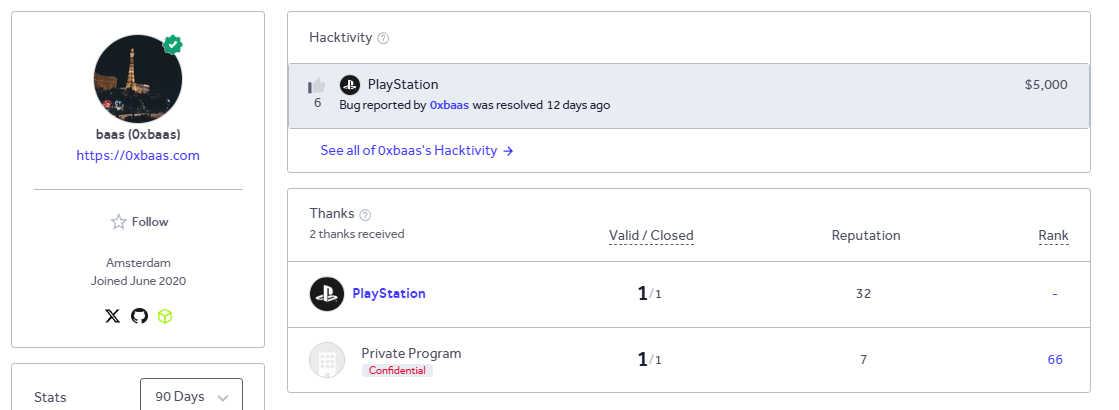 baas (0xbaas)
https://0xbaas.com
Follow
Amsterdam
Joined June 2020
Stats
90 Days
Hacktivity
PlayStation
$5,000
6
Bug reported by 0xbaas was resolved 12 days ago
See all of 0xbaas's Hacktivity →
Thanks
2 thanks received
Valid / Closed
Reputation
Rank
PlayStation
1/1
32
-
Private Program
Confidential
1/1
7
66